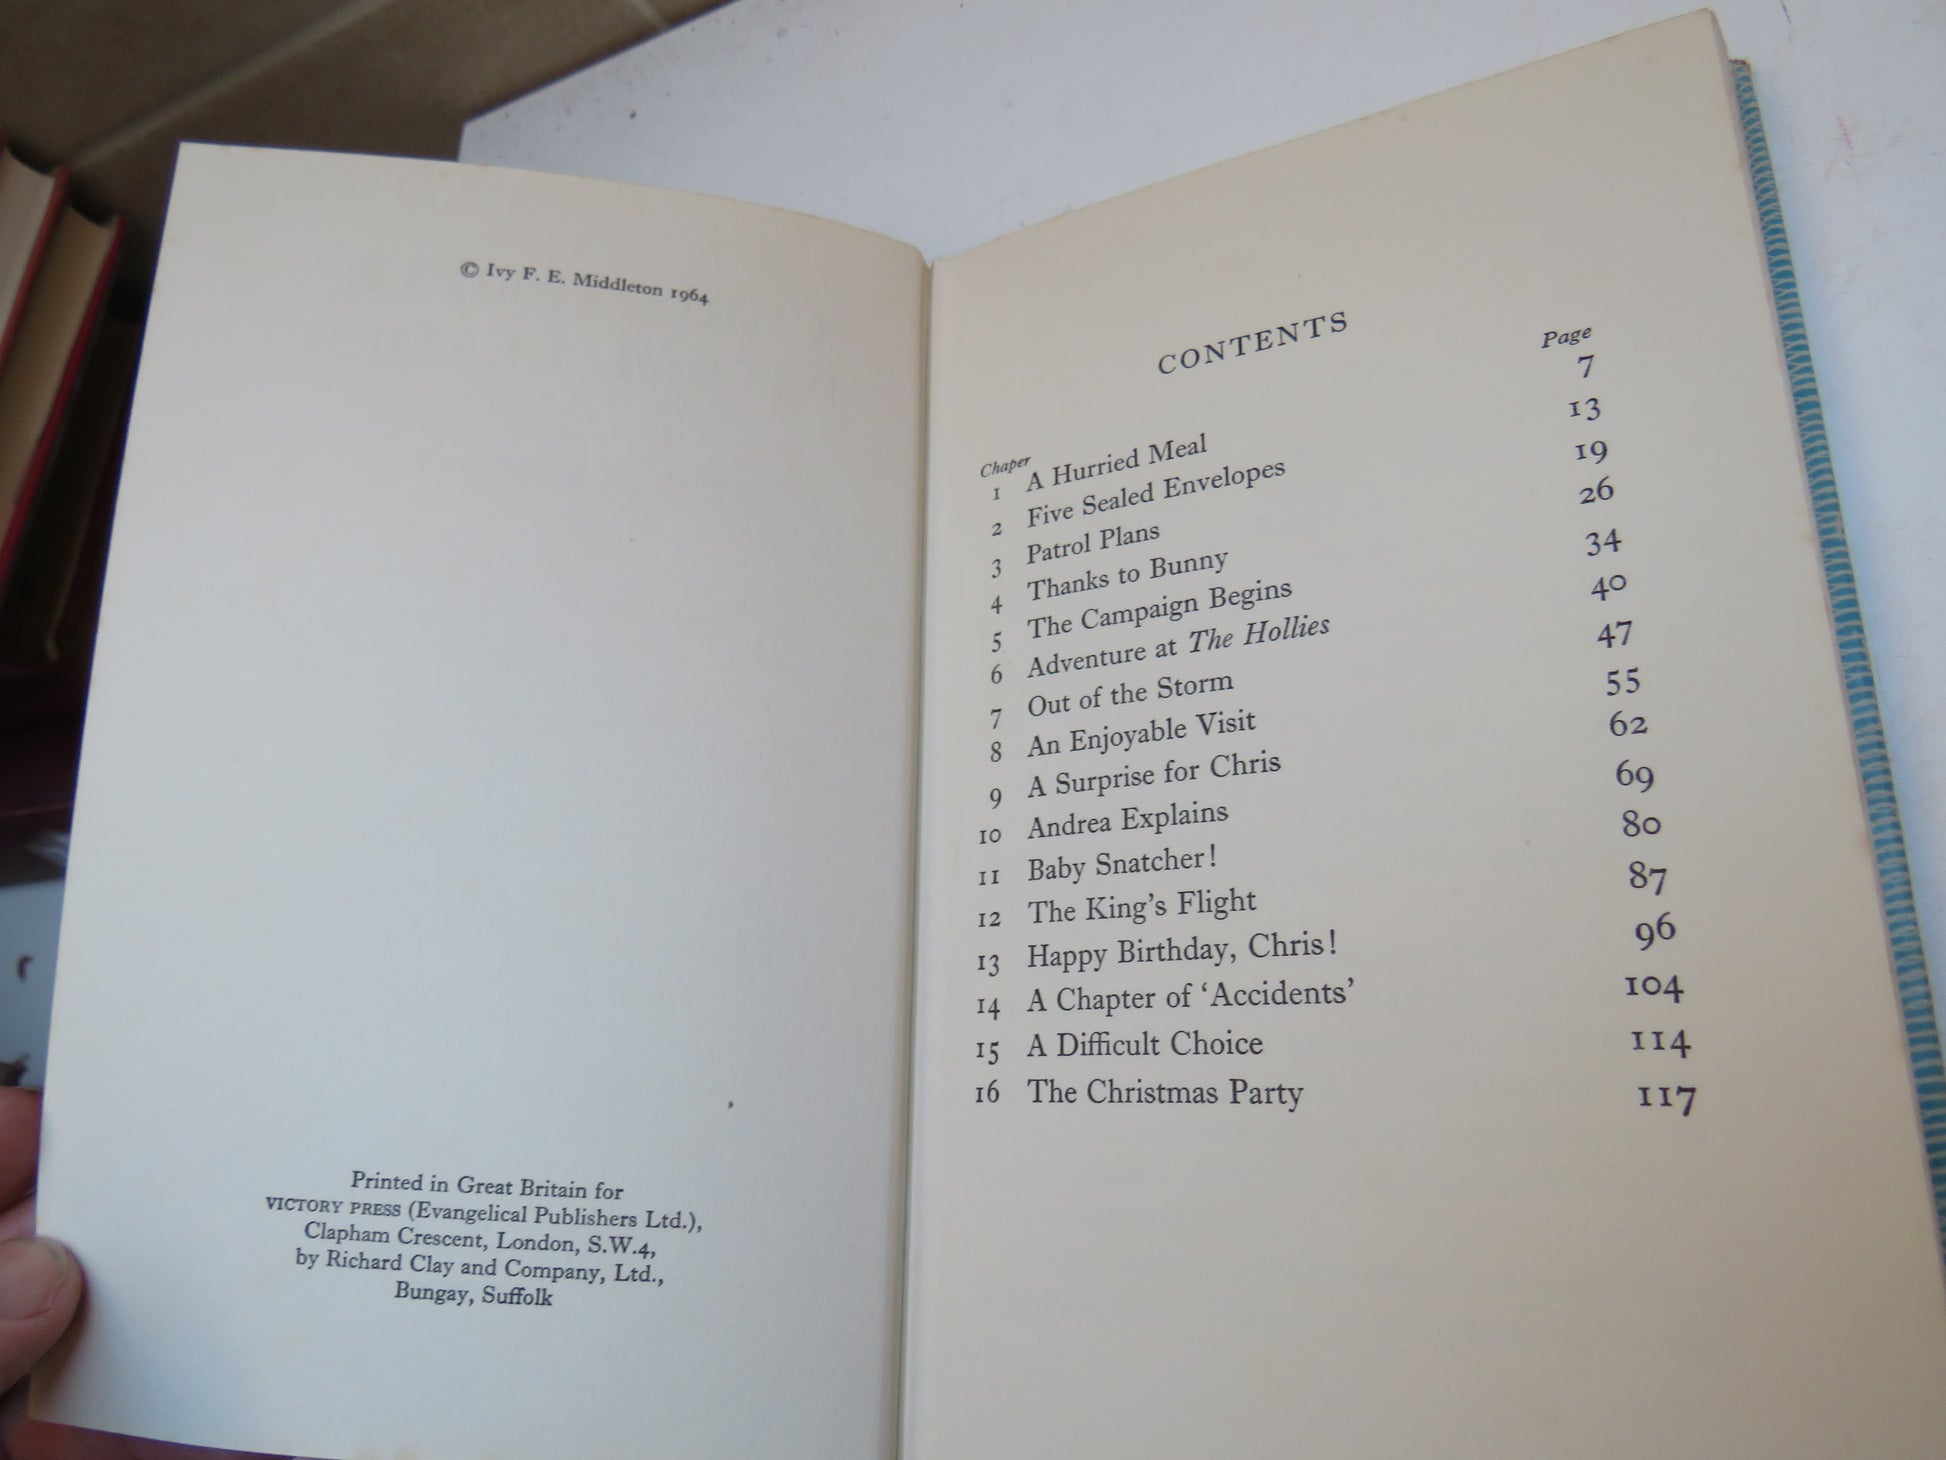 © Ivy F. E. Middleton 1964
Printed in Great Britain for
VICTORY PRESS (Evangelical Publishers Ltd.),
Clapham Crescent, London, S.W.4,
by Richard Clay and Company, Ltd.,
Bungay, Suffolk
CONTENTS
Chaper Page
1 A Hurried Meal 7
2 Five Sealed Envelopes 13
3 Patrol Plans 19
4 Thanks to Bunny 26
5 The Campaign Begins 34
6 Adventure at The Hollies 40
7 Out of the Storm 47
8 An Enjoyable Visit 55
9 A Surprise for Chris 62
10 Andrea Explains 69
11 Baby Snatcher! 80
12 The King's Flight 87
13 Happy Birthday, Chris! 96
14 A Chapter of 'Accidents' 104
15 A Difficult Choice 114
16 The Christmas Party 117